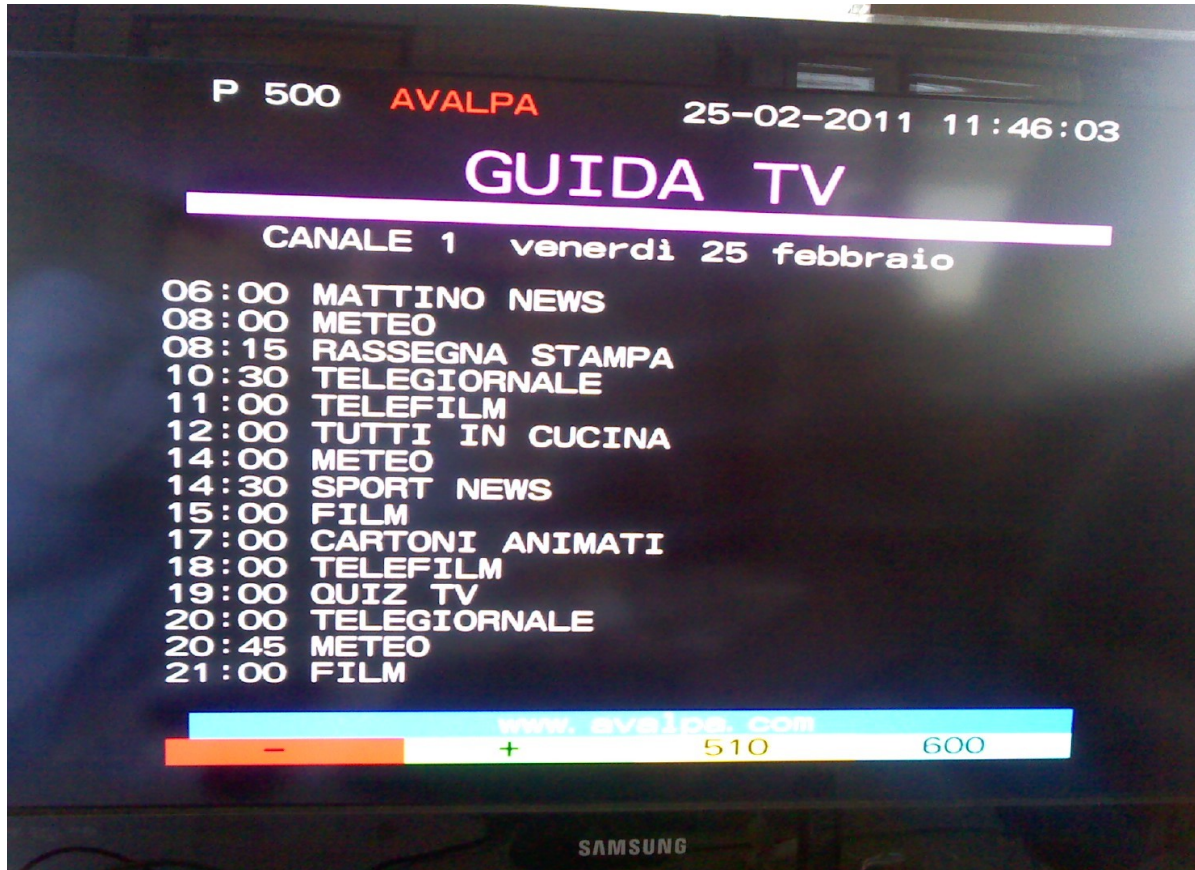 P 500 AVALPA 25-02-2011 11:46:03
GUIDA TV
CANALE 1 venerdì 25 febbraio
06:00 MATTINO NEWS
08:00 METEO
08:15 RASSEGNA STAMPA
10:30 TELEGIORNALE
11:00 TELEFILM
12:00 TUTTI IN CUCINA
14:00 METEO
14:30 SPORT NEWS
15:00 FILM
17:00 CARTONI ANIMATI
18:00 TELEFILM
19:00 QUIZ TV
20:00 TELEGIORNALE
20:45 METEO
21:00 FILM
www.avalpa.com
- + 510 600
SAMSUNG